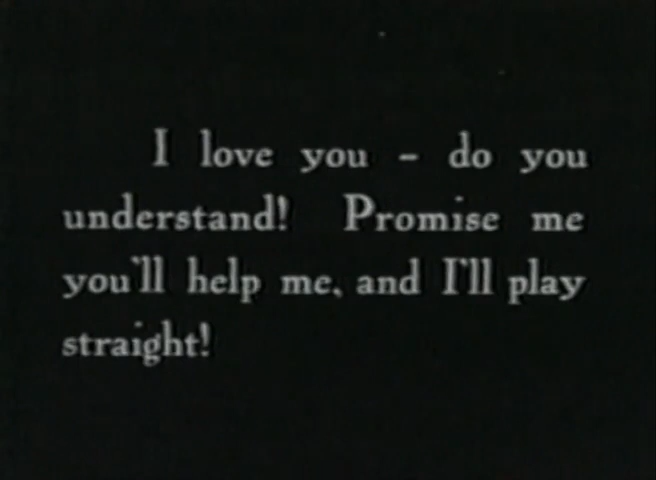 I love you - do you
understand! Promise me
you'll help me, and I'll play
straight!